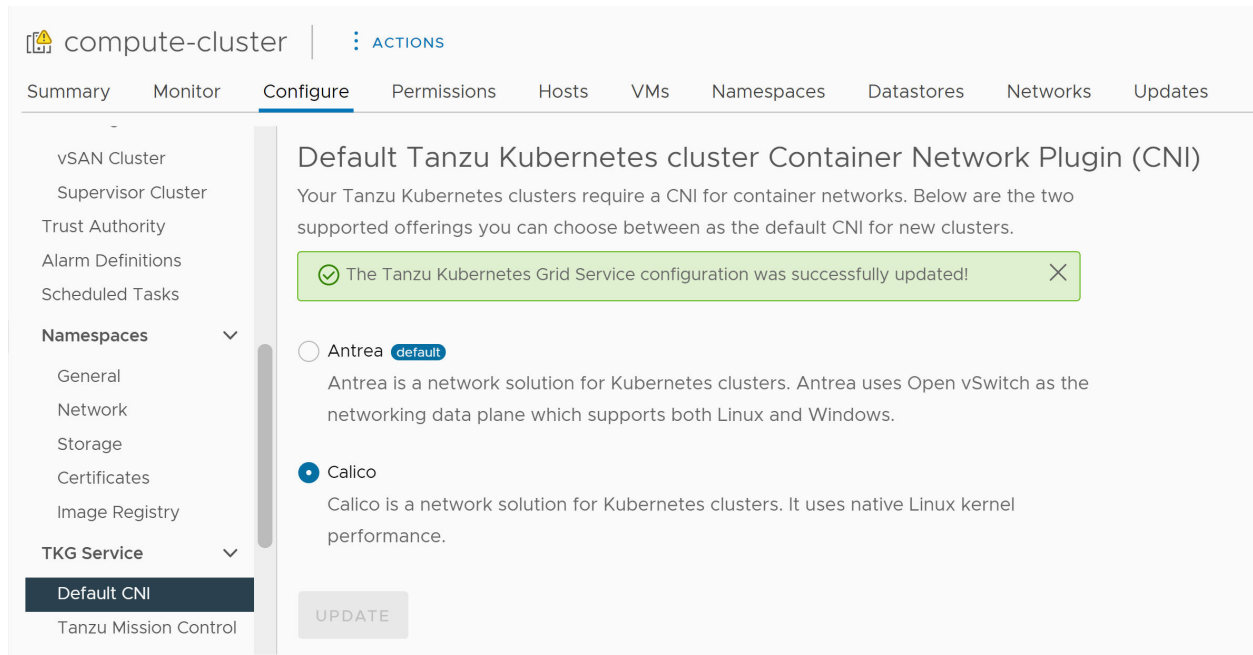 compute-cluster
ACTIONS
Summary Monitor Configure Permissions Hosts VMs Namespaces Datastores Networks Updates
vSAN Cluster
Supervisor Cluster
Trust Authority
Alarm Definitions
Scheduled Tasks
Namespaces
General
Network
Storage
Certificates
Image Registry
TKG Service
Default CNI
Tanzu Mission Control
Default Tanzu Kubernetes cluster Container Network Plugin (CNI)
Your Tanzu Kubernetes clusters require a CNI for container networks. Below are the two
supported offerings you can choose between as the default CNI for new clusters.
The Tanzu Kubernetes Grid Service configuration was successfully updated!
Antrea default
Antrea is a network solution for Kubernetes clusters. Antrea uses Open vSwitch as the
networking data plane which supports both Linux and Windows.
Calico
Calico is a network solution for Kubernetes clusters. It uses native Linux kernel
performance.
UPDATE